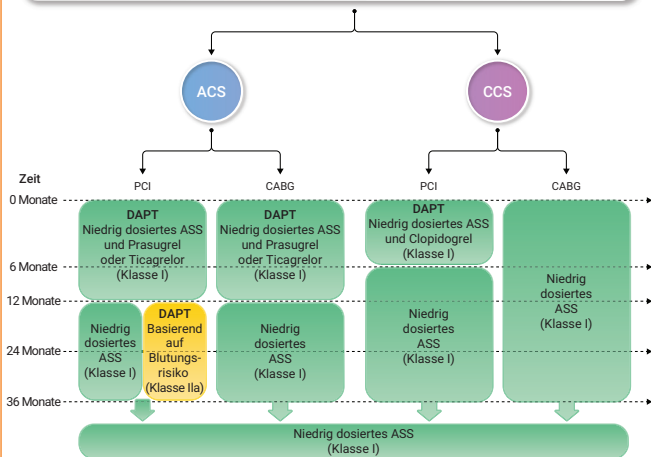 ACS
CCS
Zeit
PCI
CABG
PCI
CABG
0 Monate
DAPT
Niedrig dosiertes ASS
und Prasugrel
oder Ticagrelor
(Klasse I)
DAPT
Niedrig dosiertes ASS
und Prasugrel
oder Ticagrelor
(Klasse I)
DAPT
Niedrig dosiertes ASS
und Clopidogrel
(Klasse I)
Niedrig
dosiertes
ASS
(Klasse I)
6 Monate
12 Monate
Niedrig
dosiertes
ASS
(Klasse I)
DAPT
Basierend
auf
Blutungs-
risiko
(Klasse IIa)
Niedrig
dosiertes
ASS
(Klasse I)
Niedrig
dosiertes
ASS
(Klasse I)
24 Monate
36 Monate
Niedrig dosiertes ASS
(Klasse I)